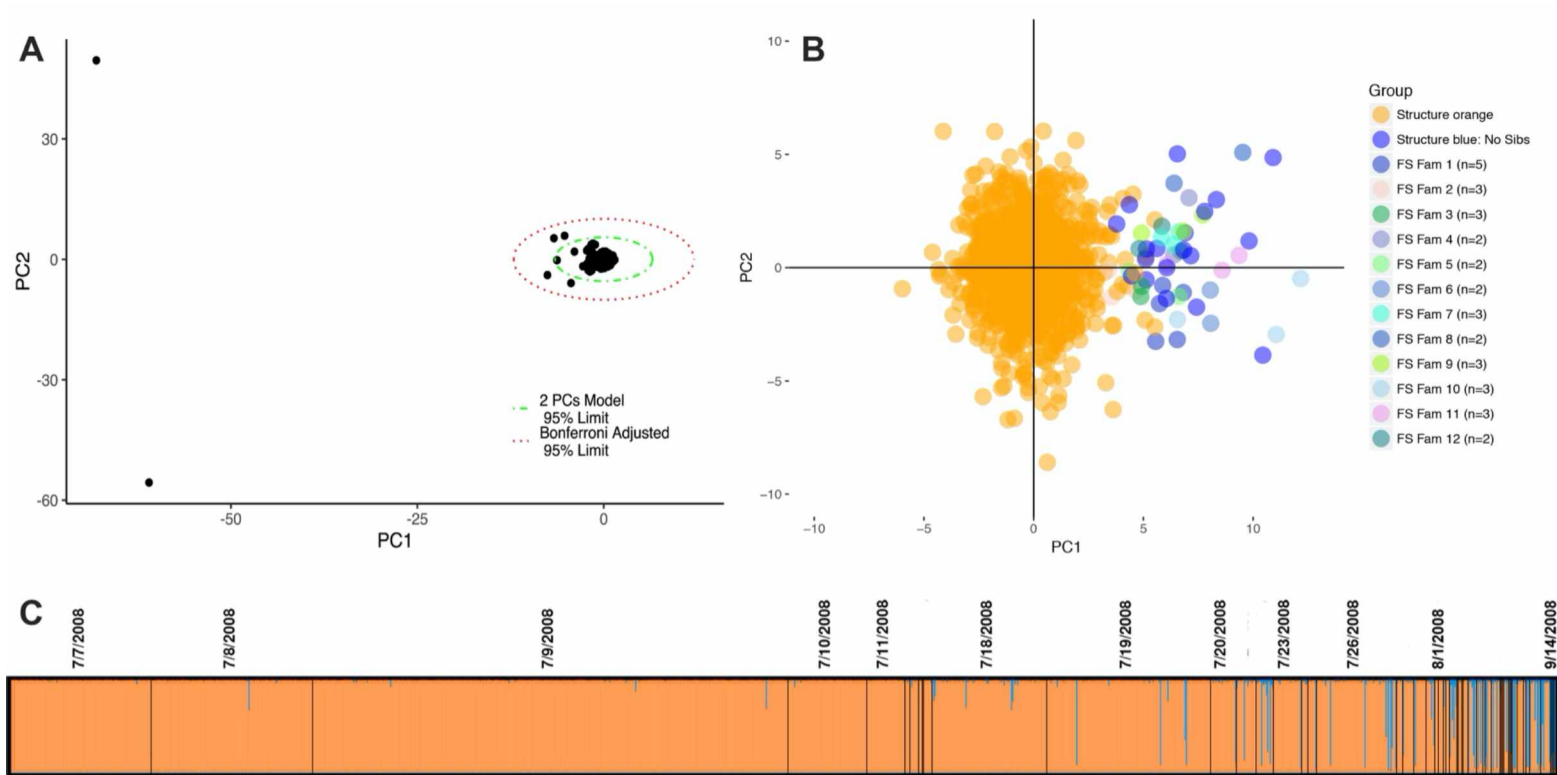 A
PC2
30
0
-30
-60
-50
-25
0
PC1
2 PCs Model
95% Limit
Bonferroni Adjusted
95% Limit
B
PC2
10
5
0
−5
−10
−10
−5
0
5
10
PC1
Group
Structure orange
Structure blue: No Sibs
FS Fam 1 (n=5)
FS Fam 2 (n=3)
FS Fam 3 (n=3)
FS Fam 4 (n=2)
FS Fam 5 (n=2)
FS Fam 6 (n=2)
FS Fam 7 (n=3)
FS Fam 8 (n=2)
FS Fam 9 (n=3)
FS Fam 10 (n=3)
FS Fam 11 (n=3)
FS Fam 12 (n=2)
C
7/7/2008
7/8/2008
7/9/2008
7/10/2008
7/11/2008
7/18/2008
7/19/2008
7/20/2008
7/23/2008
7/26/2008
8/1/2008
9/14/2008